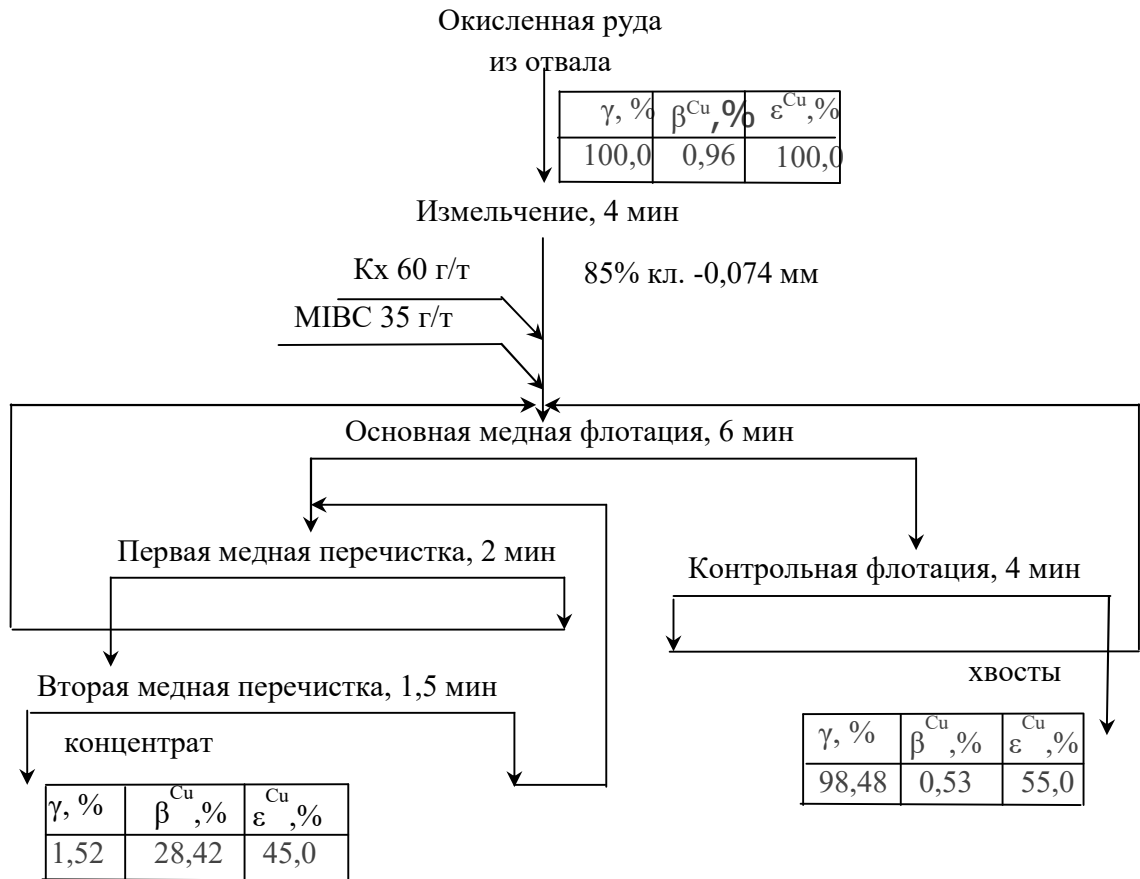 Окисленная руда
из отвала
γ, % β^Cu,% ε^Cu,%
100,0 0,96 100,0
Измельчение, 4 мин
Кх 60 г/т
85% кл. -0,074 мм
MIBC 35 г/т
Основная медная флотация, 6 мин
Первая медная перечистка, 2 мин
Контрольная флотация, 4 мин
Вторая медная перечистка, 1,5 мин
хвосты
концентрат
γ, % β^Cu,% ε^Cu,%
98,48 0,53 55,0
γ, % β^Cu,% ε^Cu,%
1,52 28,42 45,0